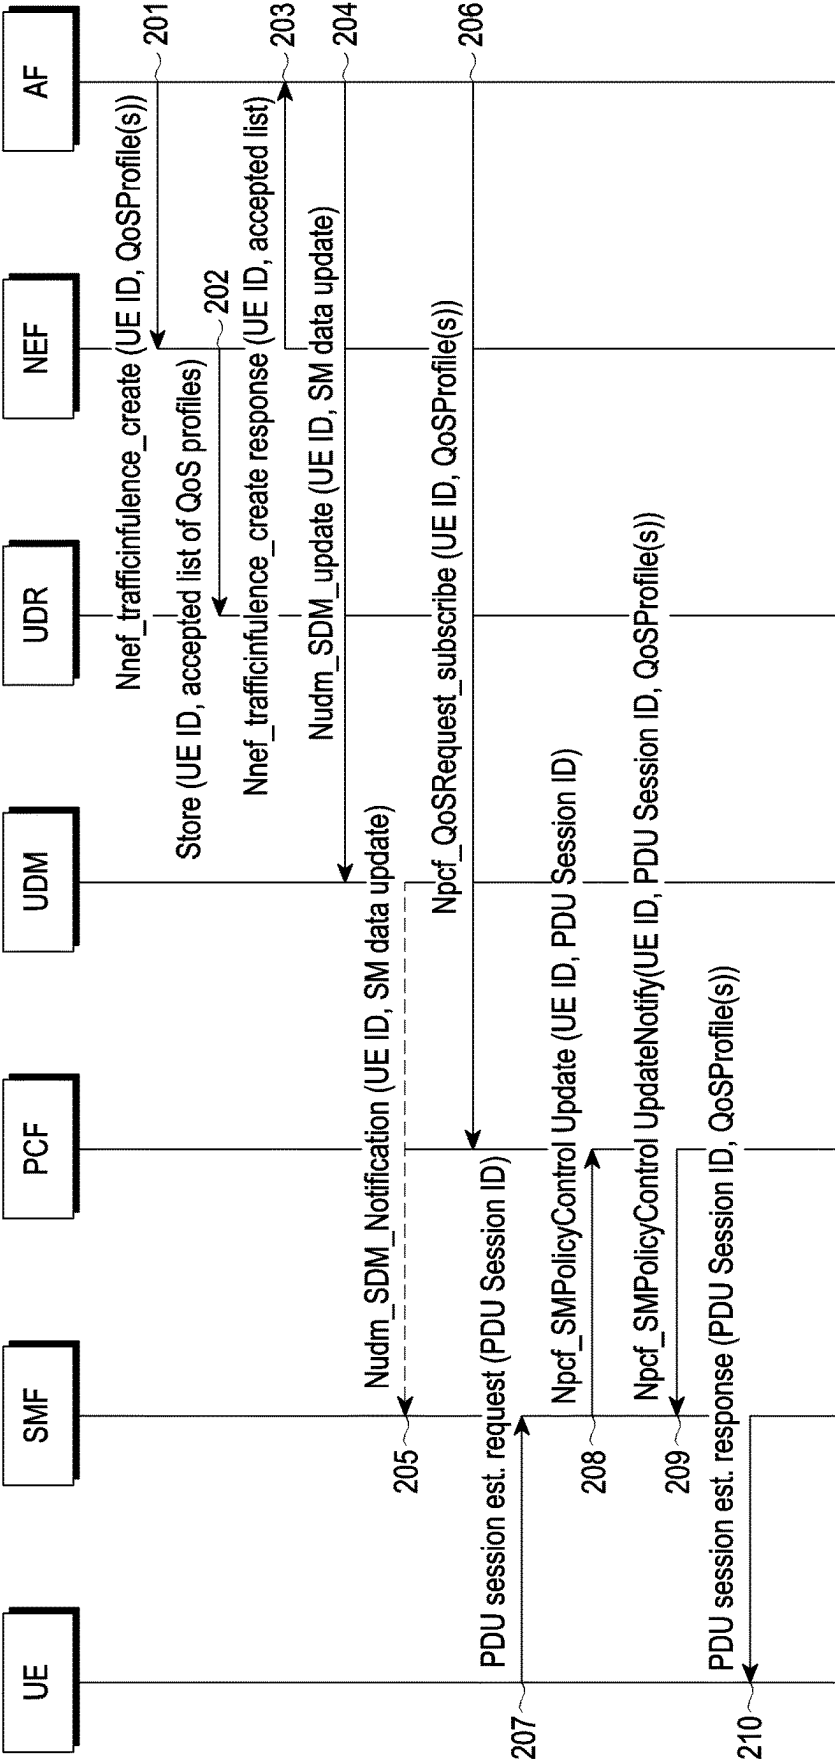 UE
SMF
PCF
UDM
UDR
NEF
AF
Nnef_trafficinfulence_create (UE ID, QoSProfile(s))
201
Store (UE ID, accepted list of QoS profiles)
202
Nnef_trafficinfulence_create response (UE ID, accepted list)
203
Nudm_SDM_update (UE ID, SM data update)
204
Nudm_SDM_Notification (UE ID, SM data update)
205
Npcf_QoSRequest_subscribe (UE ID, QoSProfile(s))
206
PDU session est. request (PDU Session ID)
207
Npcf_SMPolicyControl Update (UE ID, PDU Session ID)
208
Npcf_SMPolicyControl UpdateNotify(UE ID, PDU Session ID, QoSProfile(s))
209
PDU session est. response (PDU Session ID, QoSProfile(s))
210